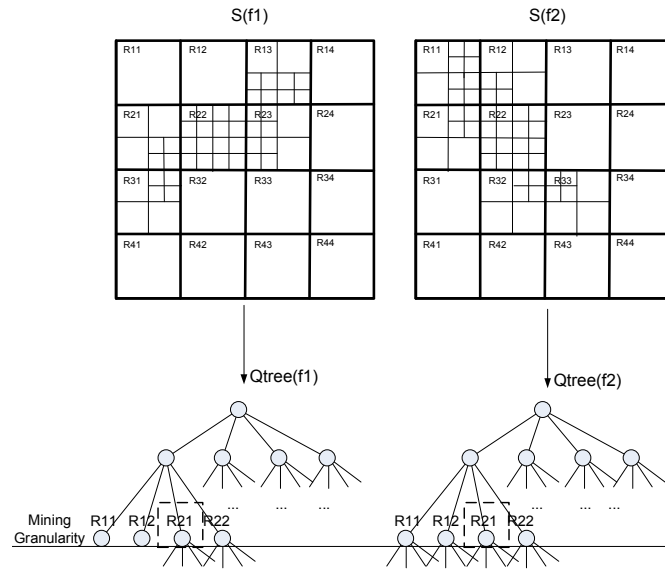 S(f1) S(f2)
R11 R12 R13 R14 R11 R12 R13 R14
R21 R22 R23 R24 R21 R22 R23 R24
R31 R32 R33 R34 R31 R32 R33 R34
R41 R42 R43 R44 R41 R42 R43 R44
Qtree(f1) Qtree(f2)
... ... ... ... ... ...
Mining Granularity R11 R12 R21 R22 R11 R12 R21 R22